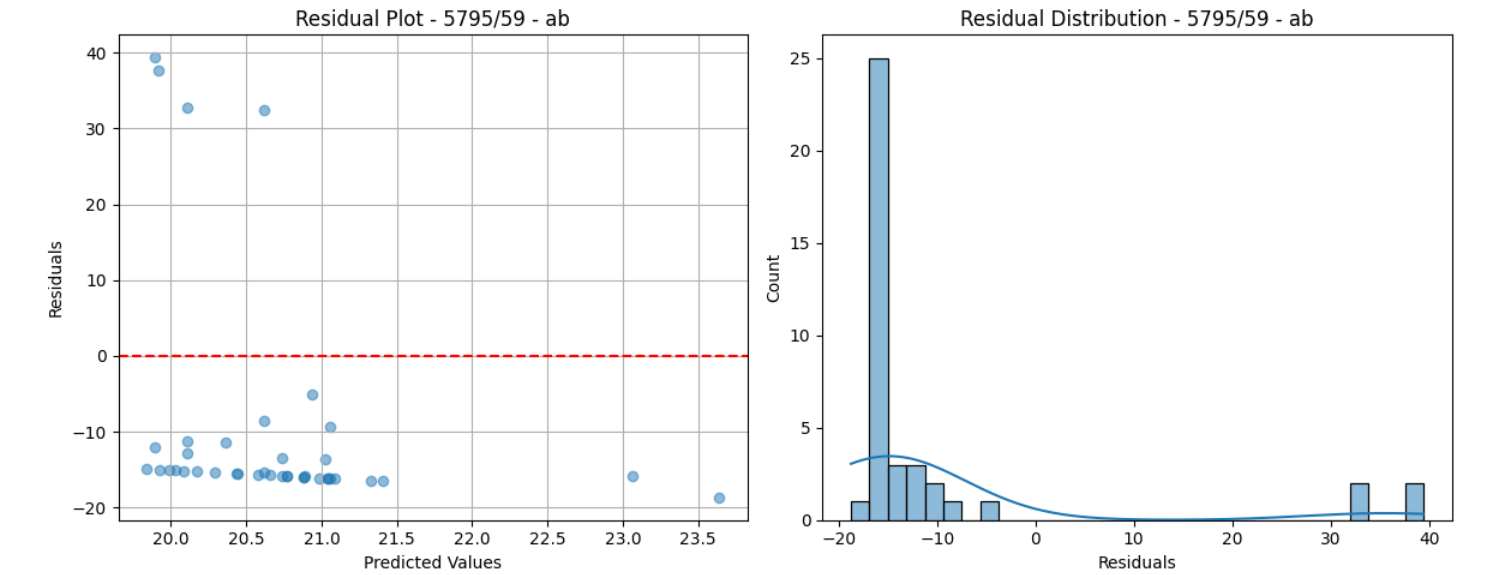 Residual Plot - 5795/59 - ab
40
30
20
10
0
−10
−20
Residuals
20.0 20.5 21.0 21.5 22.0 22.5 23.0 23.5
Predicted Values
Residual Distribution - 5795/59 - ab
25
20
15
10
5
0
Count
−20 −10 0 10 20 30 40
Residuals